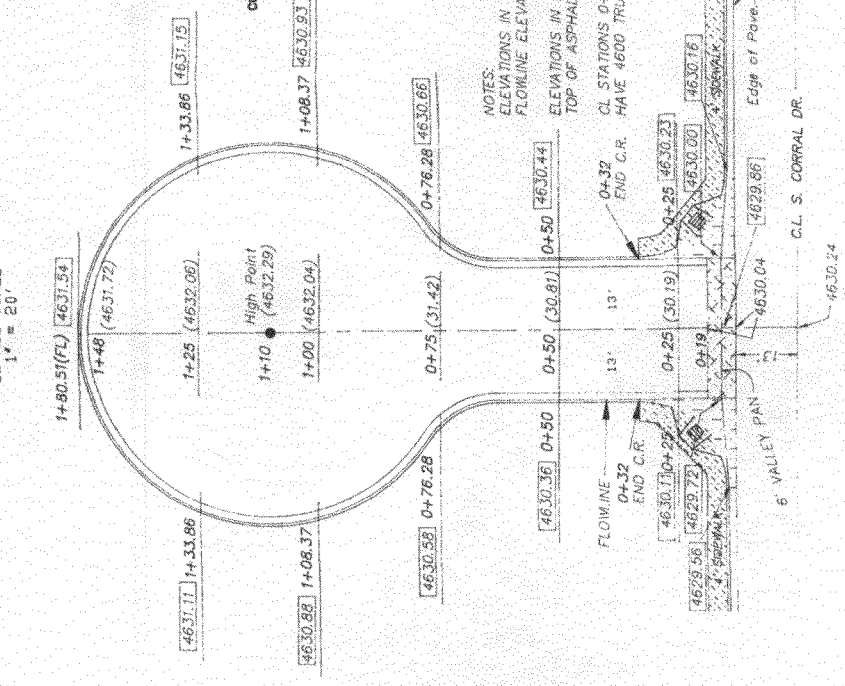 1" = 20'
1+80.51(FL) [4631.54]
1+48 (4631.72)
1+33.86 [4631.15]
1+25 (4632.06)
High Point
1+10 (4632.29)
1+08.37 [4630.93]
1+00 (4632.04)
[4631.11] 1+33.86
[4630.88] 1+08.37
0+76.28 [4630.66]
0+75 (31.42)
[4630.58] 0+76.28
NOTES:
ELEVATIONS IN
FLOWLINE ELEVA
ELEVATIONS IN
TOP OF ASPHAL
CL STATIONS 0+
HAVE 4600 TRU
0+50 [4630.44]
0+50 (30.81)
[4630.36] 0+50
0+32
END C.R.
13' 13'
FLOWLINE
0+32
END C.R.
0+25 [4630.23]
0+25 (30.19)
[4630.11] 0+25
[4630.00] [4630.16]
0+19
[4629.72]
[4629.56]
4' SIDEWALK
4' SIDEWALK
Edge of Pave.
6' VALLEY PAN
[4629.86]
4630.04
C.L. S. CORRAL DR.
4630.24